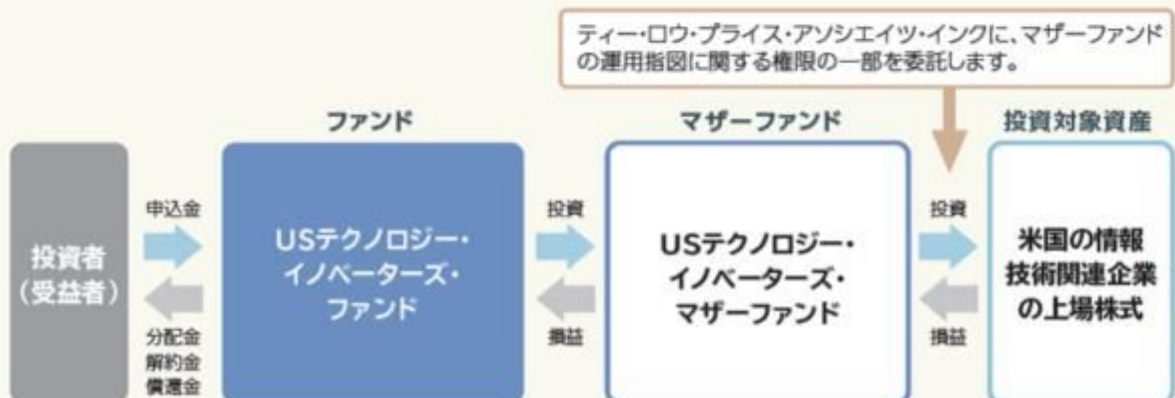 ティー・ロウ・プライス・アソシエイツ・インクに、マザーファンド
の運用指図に関する権限の一部を委託します。
ファンド
マザーファンド
投資対象資産
投資者
（受益者）
申込金
分配金
解約金
償還金
USテクノロジー・
イノベーターズ・
ファンド
投資
損益
USテクノロジー・
イノベーターズ・
マザーファンド
投資
損益
米国の情報
技術関連企業
の上場株式